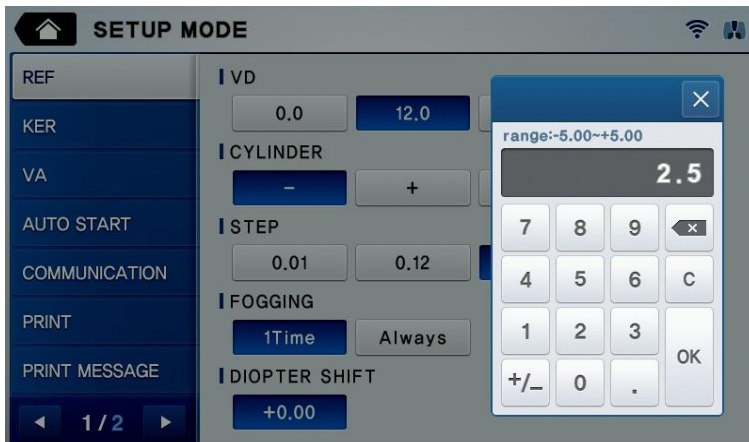 SETUP MODE
REF
KER
VA
AUTO START
COMMUNICATION
PRINT
PRINT MESSAGE
1/2
VD
0.0 12.0
CYLINDER
- +
STEP
0.01 0.12
FOGGING
1Time Always
DIOPTER SHIFT
+0.00
range:-5.00~+5.00
2.5
7 8 9
4 5 6 C
1 2 3
OK
+/- 0 .